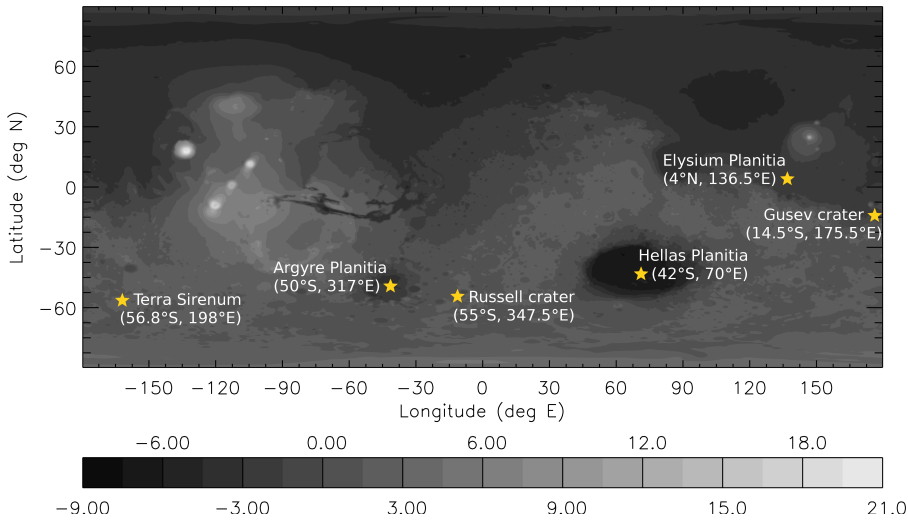 60
30
0
−30
−60
Latitude (deg N)
Elysium Planitia
(4°N, 136.5°E)
Gusev crater
(14.5°S, 175.5°E)
Hellas Planitia
(42°S, 70°E)
Argyre Planitia
(50°S, 317°E)
Russell crater
(55°S, 347.5°E)
Terra Sirenum
(56.8°S, 198°E)
−150 −120 −90 −60 −30 0 30 60 90 120 150
Longitude (deg E)
−6.00 0.00 6.00 12.0 18.0
−9.00 −3.00 3.00 9.00 15.0 21.0